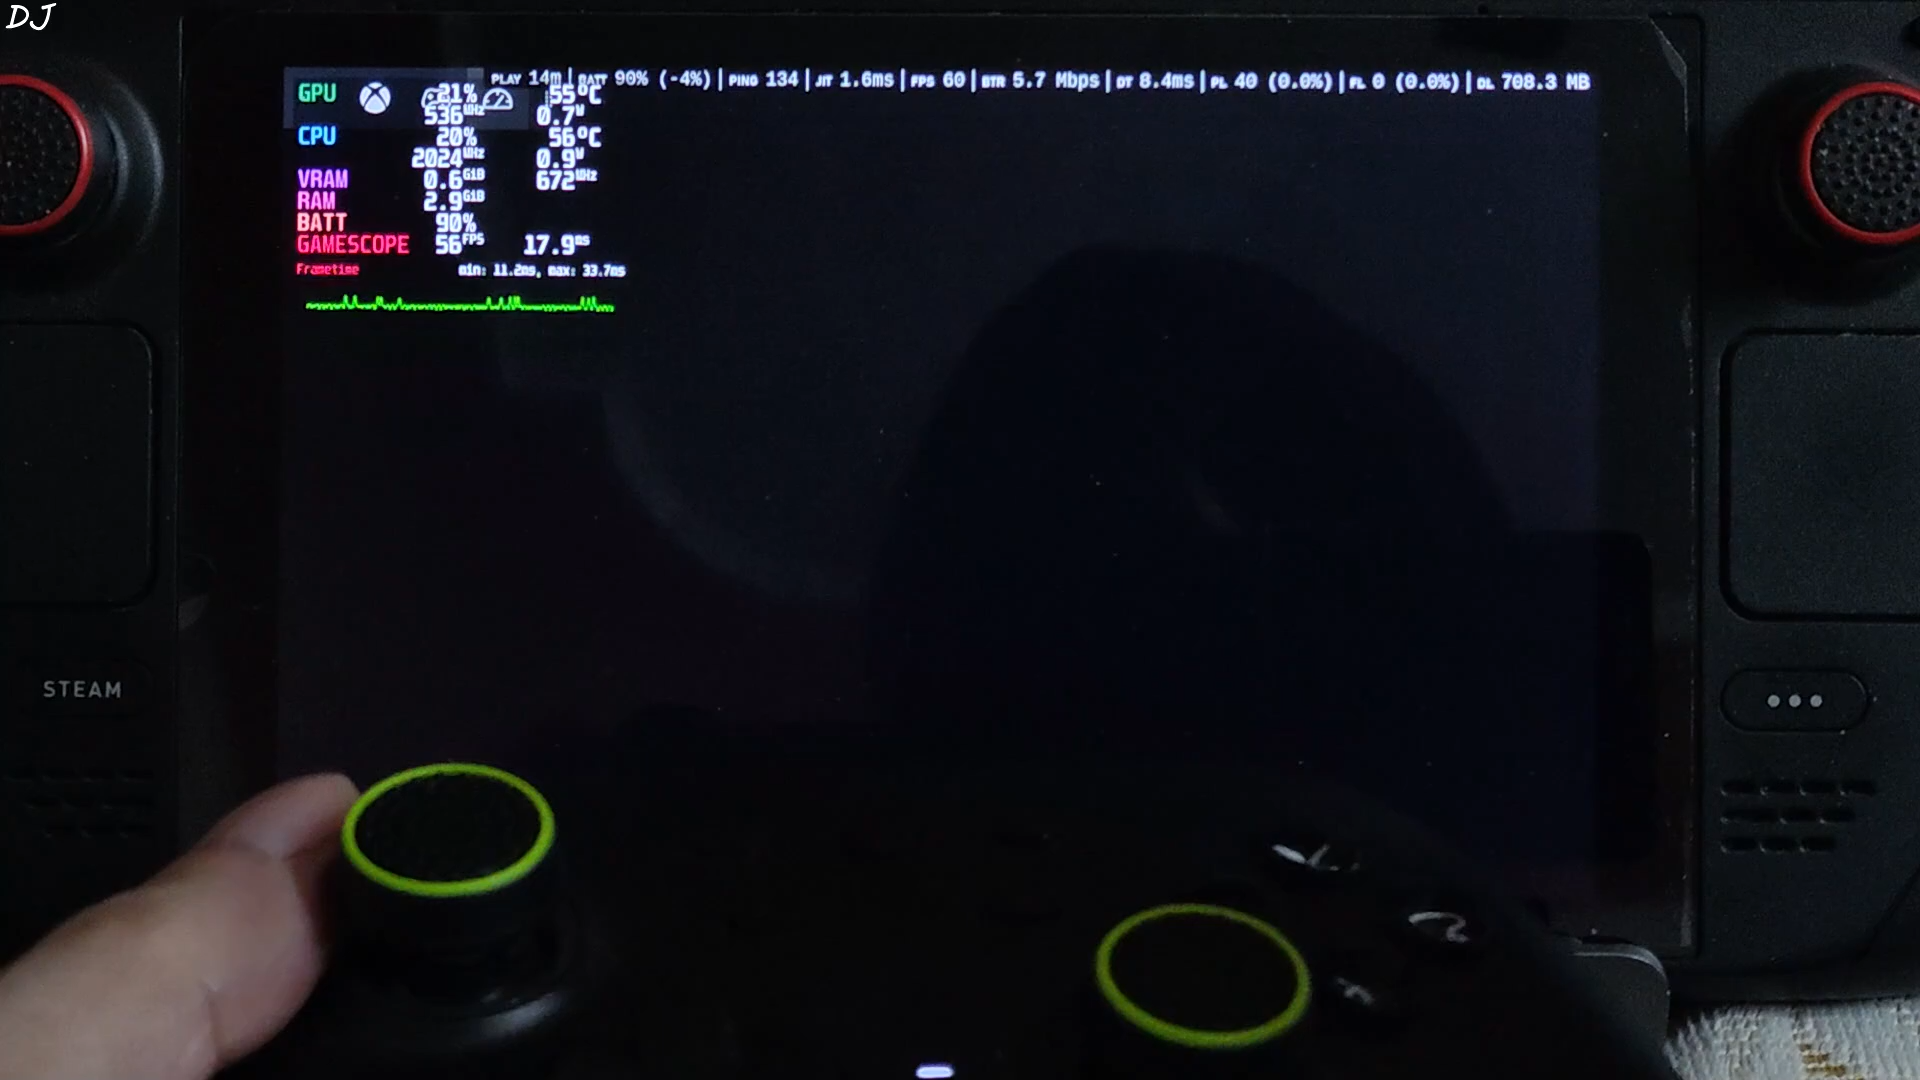 DJ
PLAY 14m | BATT 90% (-4%) | PING 134 | JIT 1.6ms | FPS 60 | BTR 5.7 Mbps | DT 8.4ms | PL 40 (0.0%) | FL 0 (0.0%) | DL 708.3 MB
GPU 21% 55°C
536MHz 0.7W
CPU 20% 56°C
2024MHz 0.9W
VRAM 0.6GiB 672MHz
RAM 2.9GiB
BATT 90%
GAMESCOPE 56FPS 17.9ms
Frametime min: 11.2ms, max: 33.7ms
STEAM